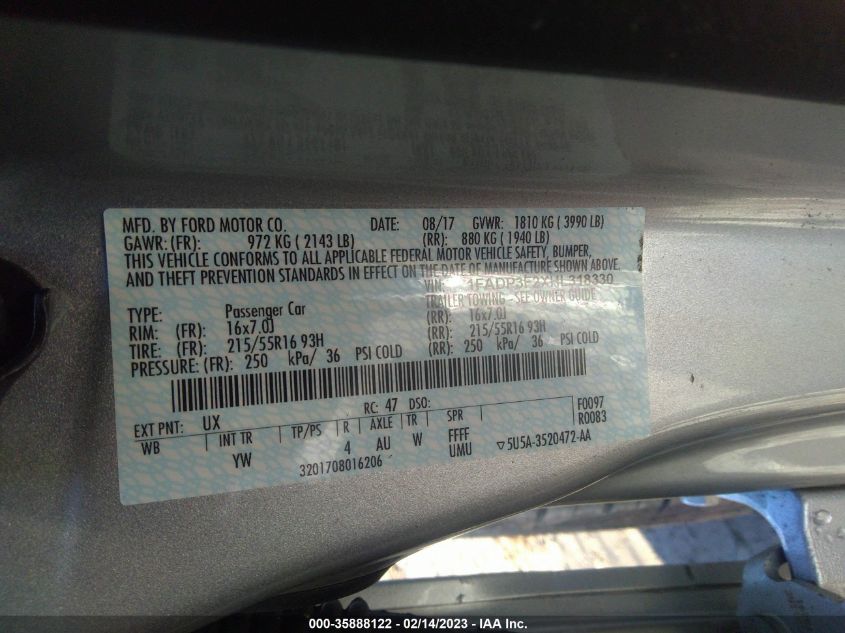 MFD. BY FORD MOTOR CO. DATE: 08/17 GVWR: 1810 KG ( 3990 LB)
GAWR: (FR): 972 KG ( 2143 LB) (RR): 880 KG ( 1940 LB)
THIS VEHICLE CONFORMS TO ALL APPLICABLE FEDERAL MOTOR VEHICLE SAFETY, BUMPER,
AND THEFT PREVENTION STANDARDS IN EFFECT ON THE DATE OF MANUFACTURE SHOWN ABOVE.
VIN:
TYPE: Passenger Car TRAILER TOWING - SEE OWNER GUIDE
RIM: (FR): 16x7.0J (RR): 16x7.0J
TIRE: (FR): 215/55R16 93H (RR): 215/55R16 93H
PRESSURE: (FR): 250 kPa/ 36 PSI COLD (RR): 250 kPa/ 36 PSI COLD
RC: 47 DSO: F0097
EXT PNT: UX R0083
WB INT TR TP/PS R AXLE TR SPR
YW 4 AU W FFFF
3201708016206 UMU ▽5U5A-3520472-AA
000-35888122 - 02/14/2023 - IAA Inc.